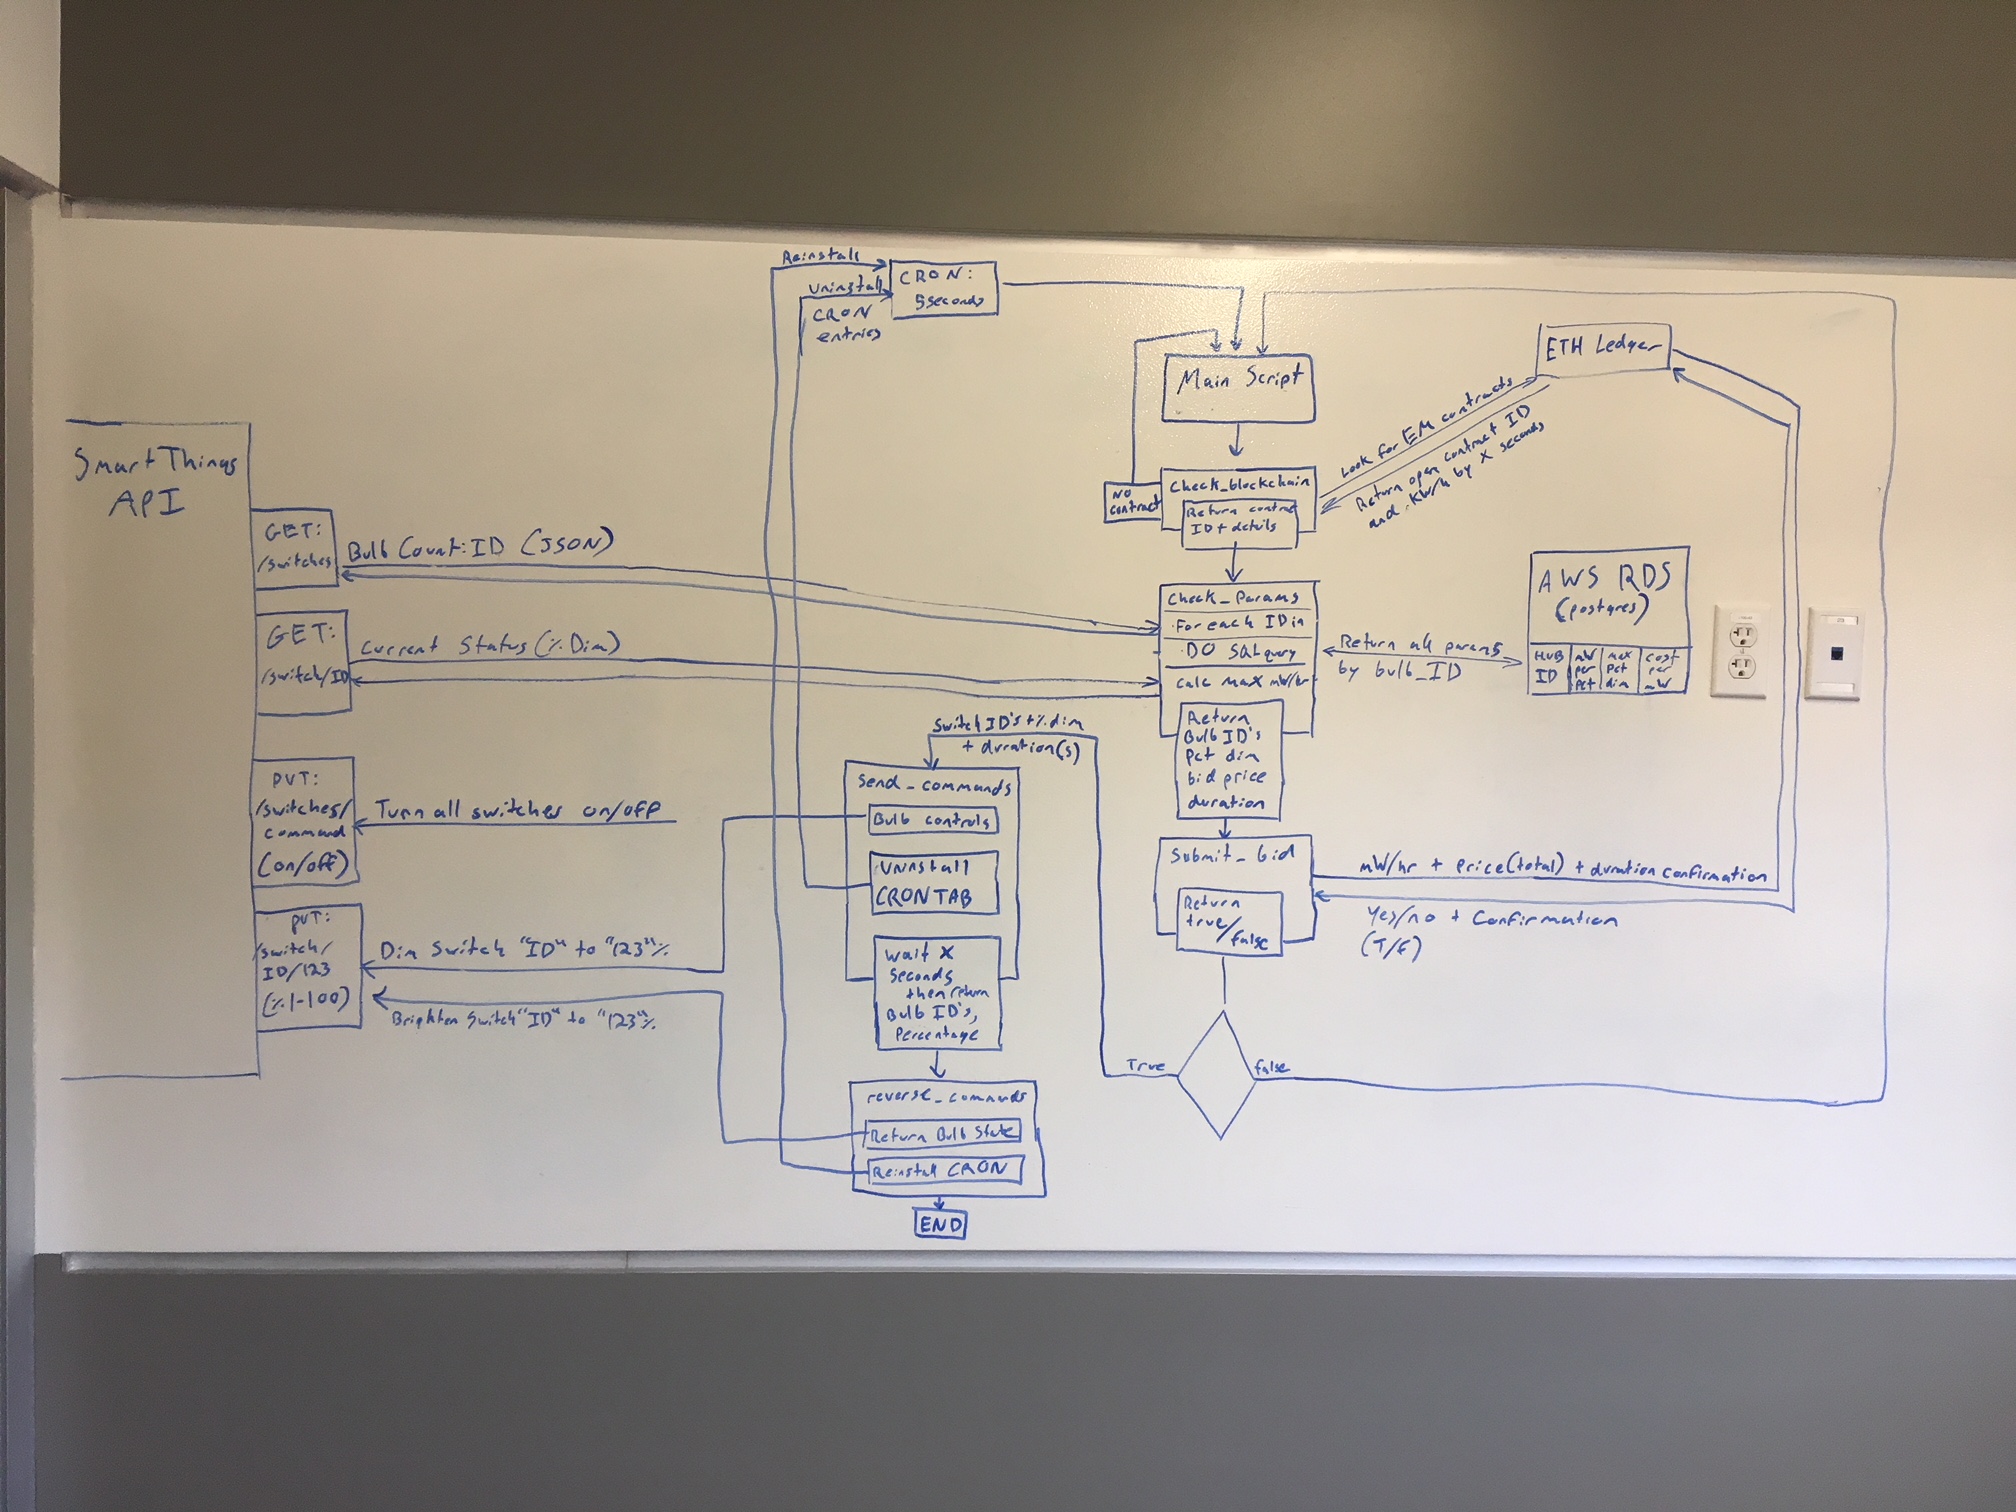 Reinstall
Uninstall
CRON
entries
CRON:
5seconds
Main Script
ETH Ledger
Look for EM contracts
Return open contract ID
and .KW/h by X seconds
Check_blockchain
NO
contract
Return contract
ID + details
SmartThings
API
GET:
/switches
Bulb Count:ID (JSON)
GET:
/switch/ID
Current Status (% Dim)
PUT:
/switches/
command
(on/off)
Turn all switches on/off
PUT:
/switch/
ID/123
(%1-100)
Dim Switch "ID" to "123"%
Brighten Switch "ID" to "123"%
Check_Params
·For each ID in
·DO SQL query
Calc Max mW/hr
Return
Bulb ID's
Pct dim
bid price
duration
Return all params
by bulb_ID
AWS RDS
(postgres)
HUB
ID
mW
per
pct
max
pct
dim
cost
per
mW
Switch ID's + % dim
+ duration(s)
Send_commands
Bulb controls
Uninstall
CRONTAB
Wait X
Seconds
then return
Bulb ID's,
Percentage
reverse_commands
Return Bulb State
Reinstall CRON
END
Submit_bid
Return
true/
false
mW/hr + Price(total) + duration confirmation
Yes/no + Confirmation
(T/F)
True
false